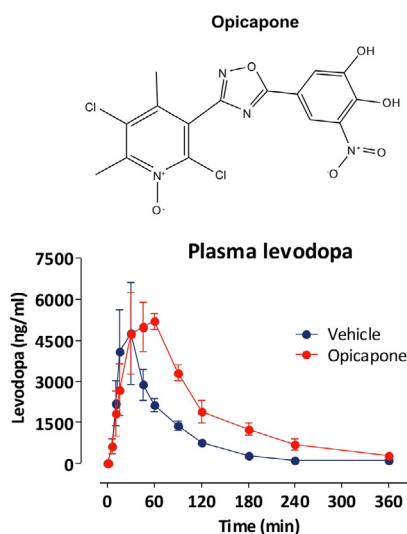 Opicapone
N
O
N
OH
OH
Cl
N+
O-
Cl
N+
O
-O
Plasma levodopa
Levodopa (ng/ml)
7500
6000
4500
3000
1500
0
Vehicle
Opicapone
0 60 120 180 240 300 360
Time (min)